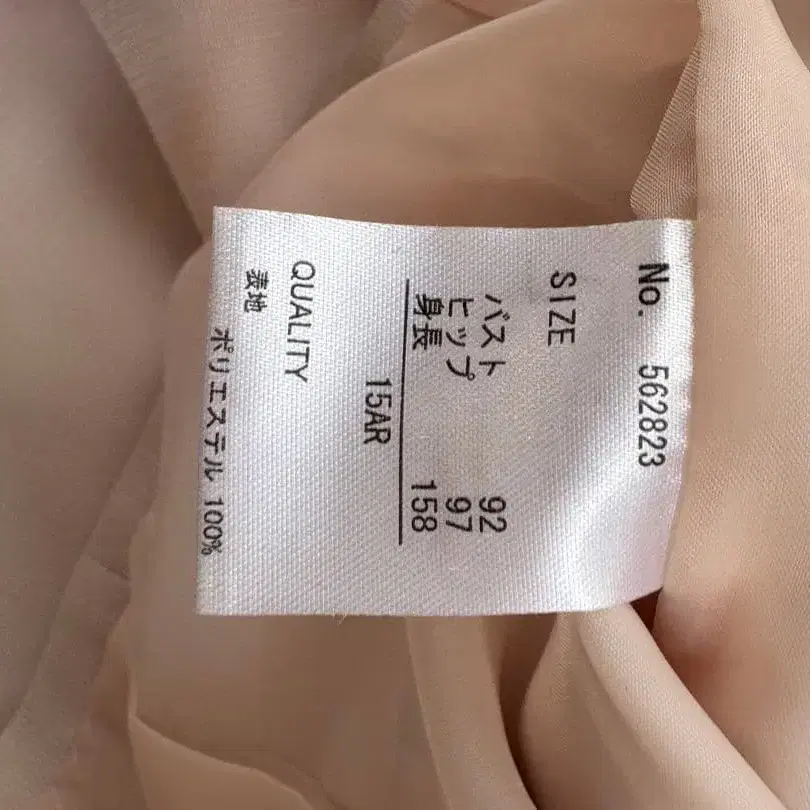 No. 562823
SIZE
バスト 92
ヒップ 97
身長 158
15AR
QUALITY
表地
ポリエステル 100%